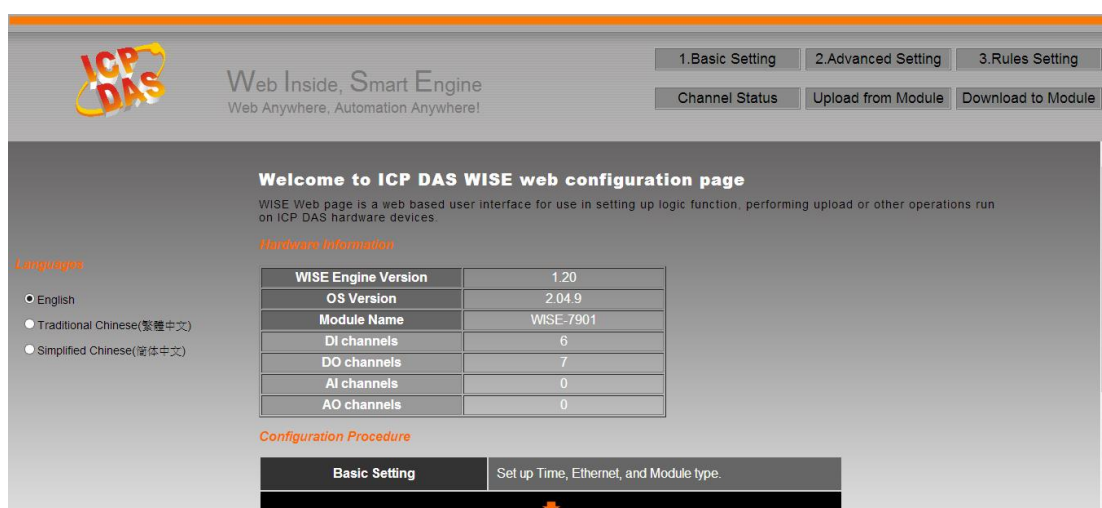 ICP
DAS
Web Inside, Smart Engine
Web Anywhere, Automation Anywhere!
1.Basic Setting
2.Advanced Setting
3.Rules Setting
Channel Status
Upload from Module
Download to Module
Languages
English
Traditional Chinese(繁體中文)
Simplified Chinese(简体中文)
Welcome to ICP DAS WISE web configuration page
WISE Web page is a web based user interface for use in setting up logic function, performing upload or other operations run
on ICP DAS hardware devices.
Hardware Information
WISE Engine Version 1.20
OS Version 2.04.9
Module Name WISE-7901
DI channels 6
DO channels 7
AI channels 0
AO channels 0
Configuration Procedure
Basic Setting Set up Time, Ethernet, and Module type.